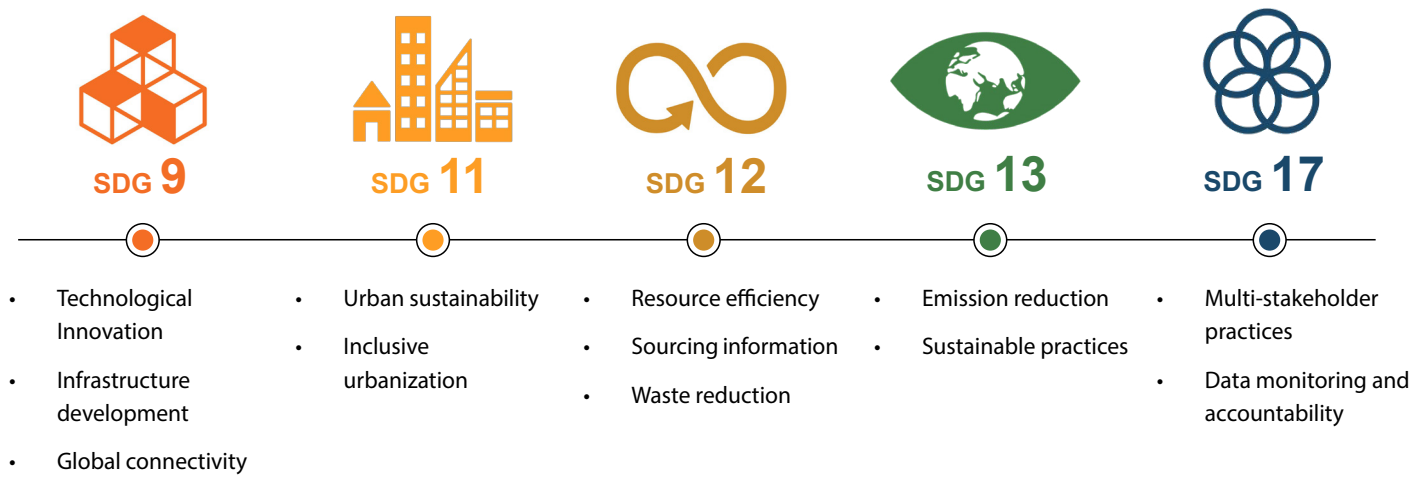 SDG 9
SDG 11
SDG 12
SDG 13
SDG 17
• Technological
Innovation
• Infrastructure
development
• Global connectivity
• Urban sustainability
• Inclusive
urbanization
• Resource efficiency
• Sourcing information
• Waste reduction
• Emission reduction
• Sustainable practices
• Multi-stakeholder
practices
• Data monitoring and
accountability